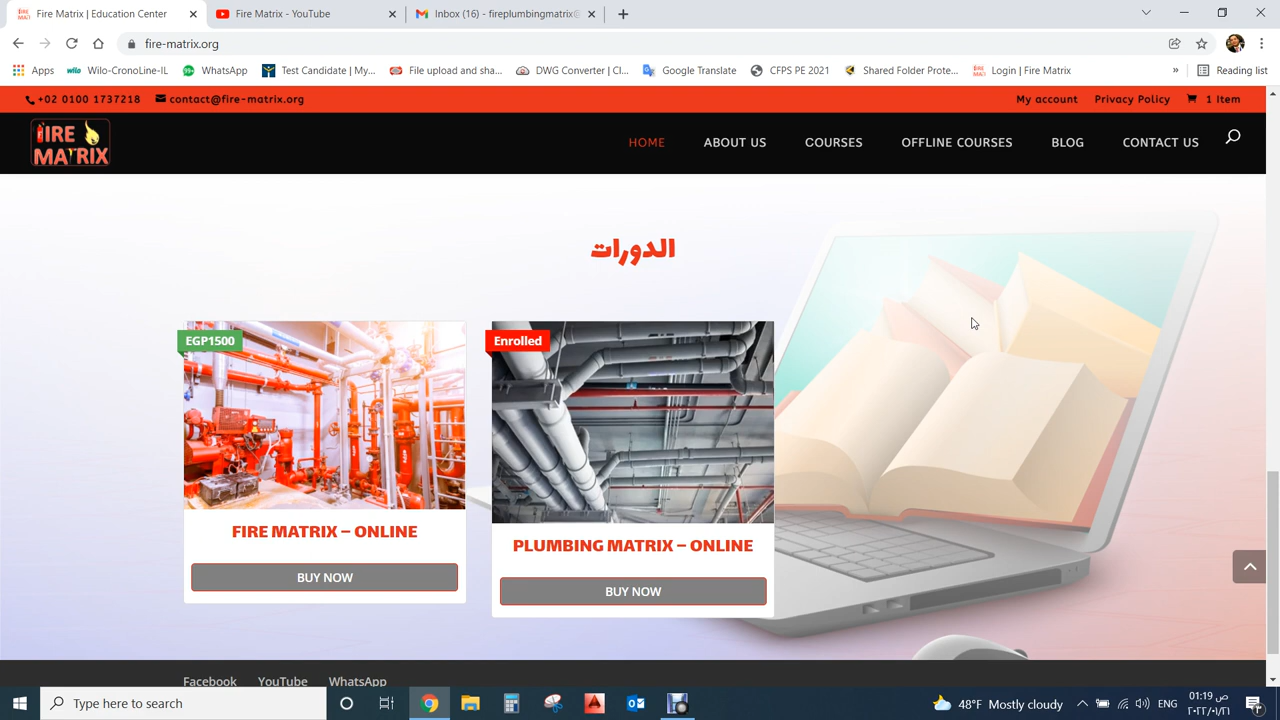 Fire Matrix | Education Center
Fire Matrix - YouTube
Inbox (16) - fireplumbingmatrix@
fire-matrix.org
Apps
wilo Wilo-CronoLine-IL
99+ WhatsApp
Test Candidate | My...
File upload and sha...
DWG Converter | Cl...
Google Translate
CFPS PE 2021
Shared Folder Prote...
Login | Fire Matrix
»
Reading list
+02 0100 1737218
contact@fire-matrix.org
My account
Privacy Policy
1 Item
FIRE MATRIX
HOME
ABOUT US
COURSES
OFFLINE COURSES
BLOG
CONTACT US
الدورات
EGP1500
Enrolled
FIRE MATRIX – ONLINE
BUY NOW
PLUMBING MATRIX – ONLINE
BUY NOW
Facebook
YouTube
WhatsApp
Type here to search
48°F Mostly cloudy
ENG
01:19 ص